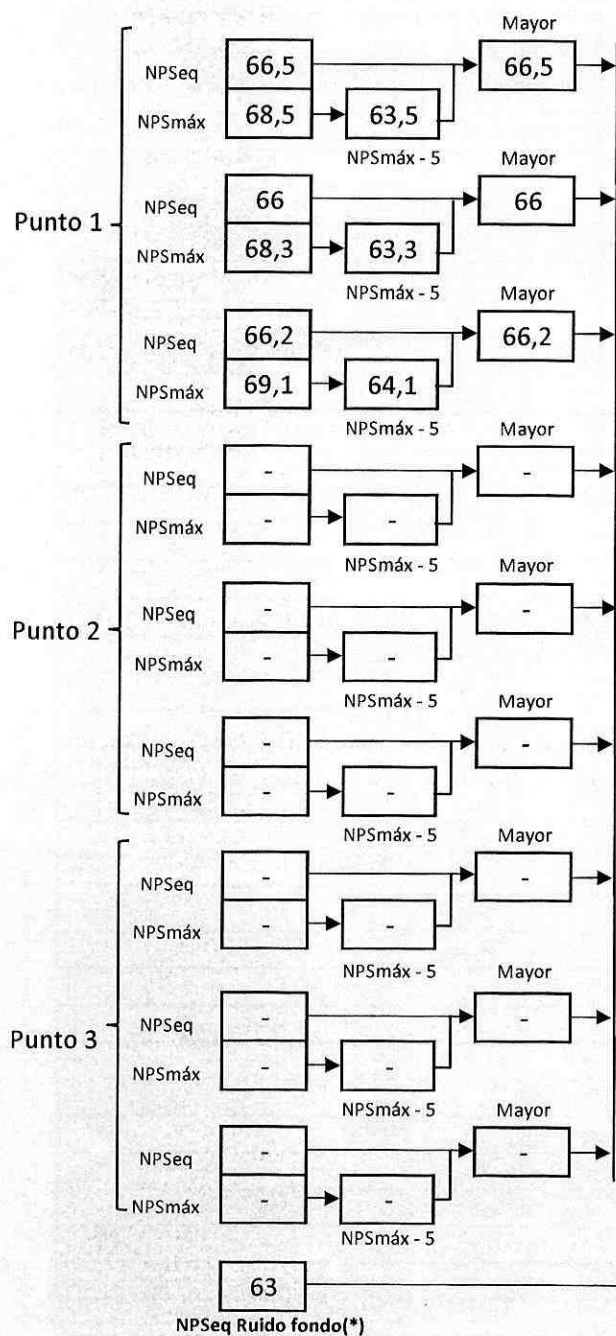 Mayor
NPSeq 66,5 66,5
NPSmáx 68,5 63,5
NPSmáx - 5
Mayor
Punto 1
NPSeq 66 66
NPSmáx 68,3 63,3
NPSmáx - 5
Mayor
NPSeq 66,2 66,2
NPSmáx 69,1 64,1
NPSmáx - 5
Mayor
NPSeq - -
NPSmáx - -
NPSmáx - 5
Mayor
Punto 2
NPSeq - -
NPSmáx - -
NPSmáx - 5
Mayor
NPSeq - -
NPSmáx - -
NPSmáx - 5
Mayor
NPSeq - -
NPSmáx - -
NPSmáx - 5
Mayor
Punto 3
NPSeq - -
NPSmáx - -
NPSmáx - 5
Mayor
NPSeq - -
NPSmáx - -
NPSmáx - 5
63
NPSeq Ruido fondo(*)